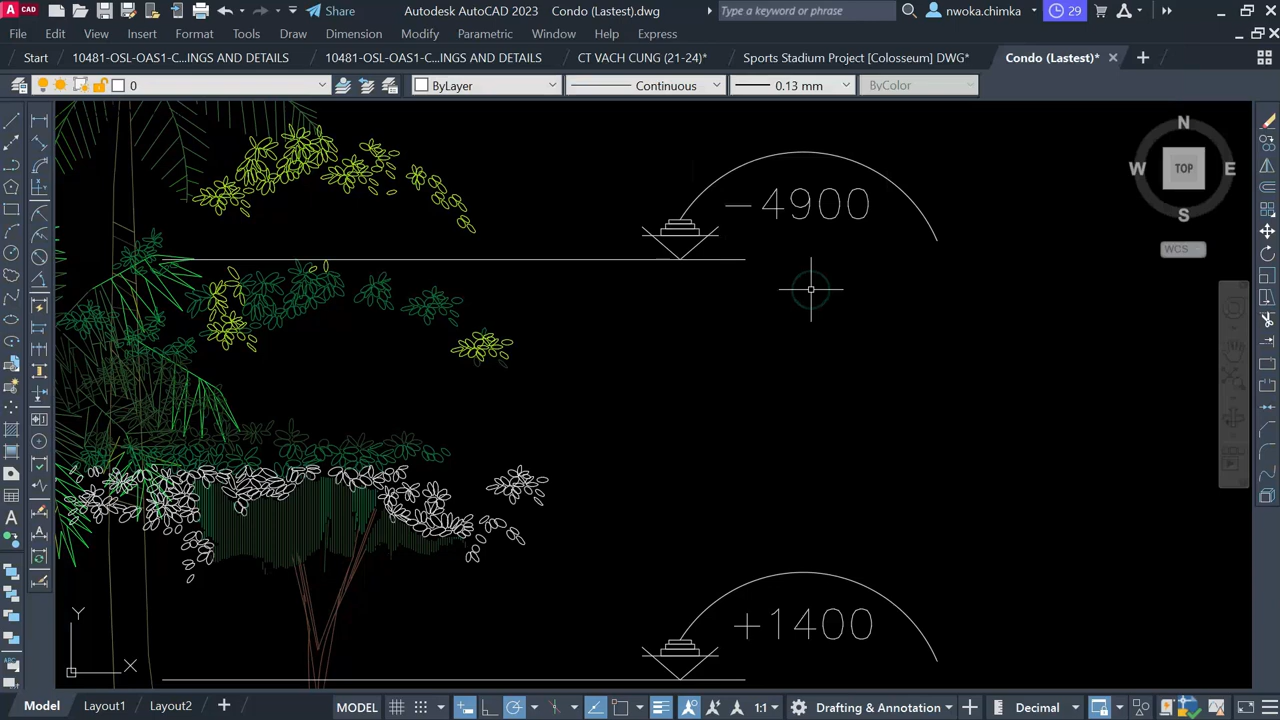 CAD
Share
Autodesk AutoCAD 2023 Condo (Lastest).dwg
Type a keyword or phrase
nwoka.chimka
29
File Edit View Insert Format Tools Draw Dimension Modify Parametric Window Help Express
Start 10481-OSL-OAS1-C...INGS AND DETAILS 10481-OSL-OAS1-C...INGS AND DETAILS CT VACH CUNG (21-24)* Sports Stadium Project [Colosseum] DWG* Condo (Lastest)*
0 ByLayer Continuous 0.13 mm ByColor
N
W TOP E
S
WCS
-4900
+1400
Y
X
Model Layout1 Layout2 + MODEL 1:1 Drafting & Annotation Decimal